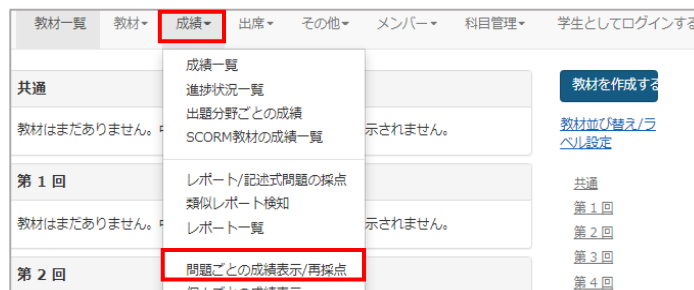 教材一覧 教材▾ 成績▾ 出席▾ その他▾ メンバー▾ 科目管理▾ 学生としてログインする
成績一覧
進捗状況一覧
出題分野ごとの成績
SCORM教材の成績一覧
レポート/記述式問題の採点
類似レポート検知
レポート一覧
問題ごとの成績表示/再採点
共通
教材はまだありません。
示されません。
第 1 回
教材はまだありません。
示されません。
第 2 回
教材を作成する
教材並び替え/ラ
ベル設定
共通
第 1 回
第 2 回
第 3 回
第 4 回